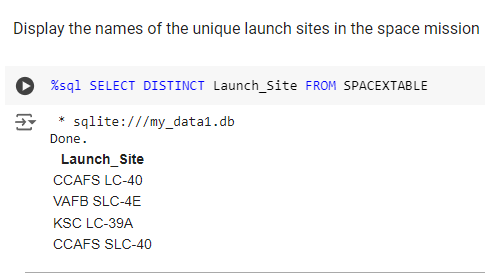 Display the names of the unique launch sites in the space mission
%sql SELECT DISTINCT Launch_Site FROM SPACEXTABLE
* sqlite:///my_data1.db
Done.
Launch_Site
CCAFS LC-40
VAFB SLC-4E
KSC LC-39A
CCAFS SLC-40